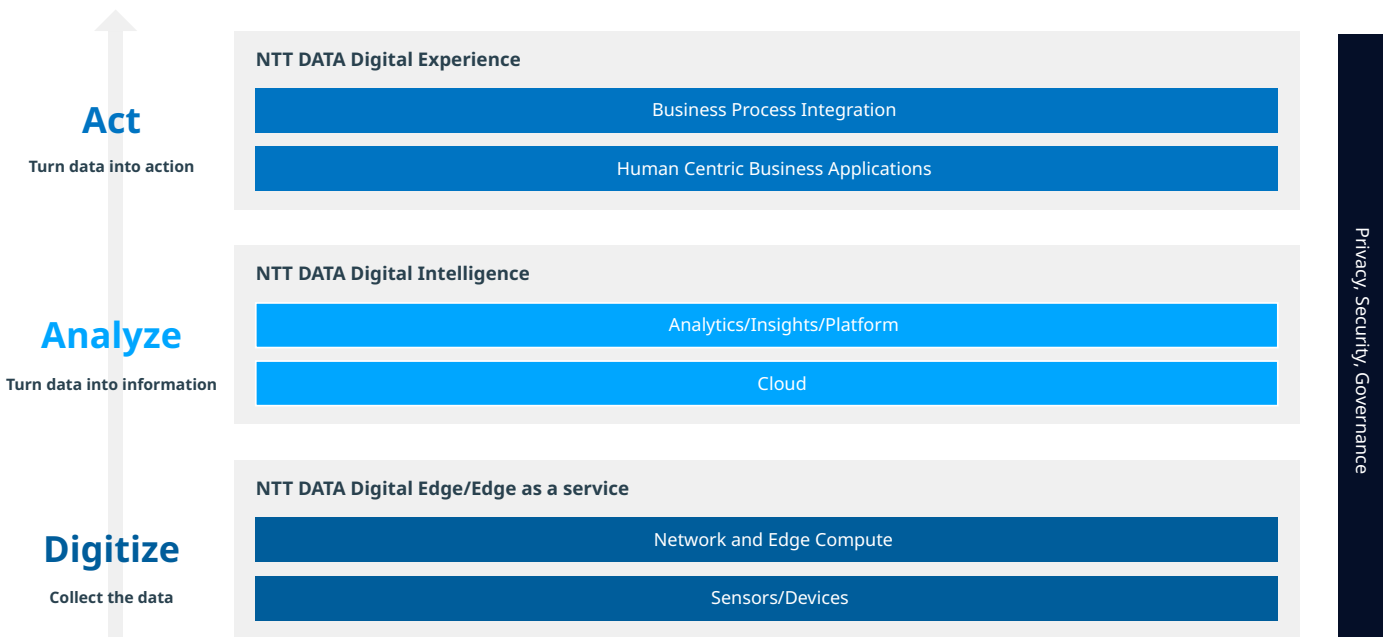 NTT DATA Digital Experience
Act
Turn data into action
Business Process Integration
Human Centric Business Applications
NTT DATA Digital Intelligence
Analyze
Turn data into information
Analytics/Insights/Platform
Cloud
NTT DATA Digital Edge/Edge as a service
Digitize
Collect the data
Network and Edge Compute
Sensors/Devices
Privacy, Security, Governance